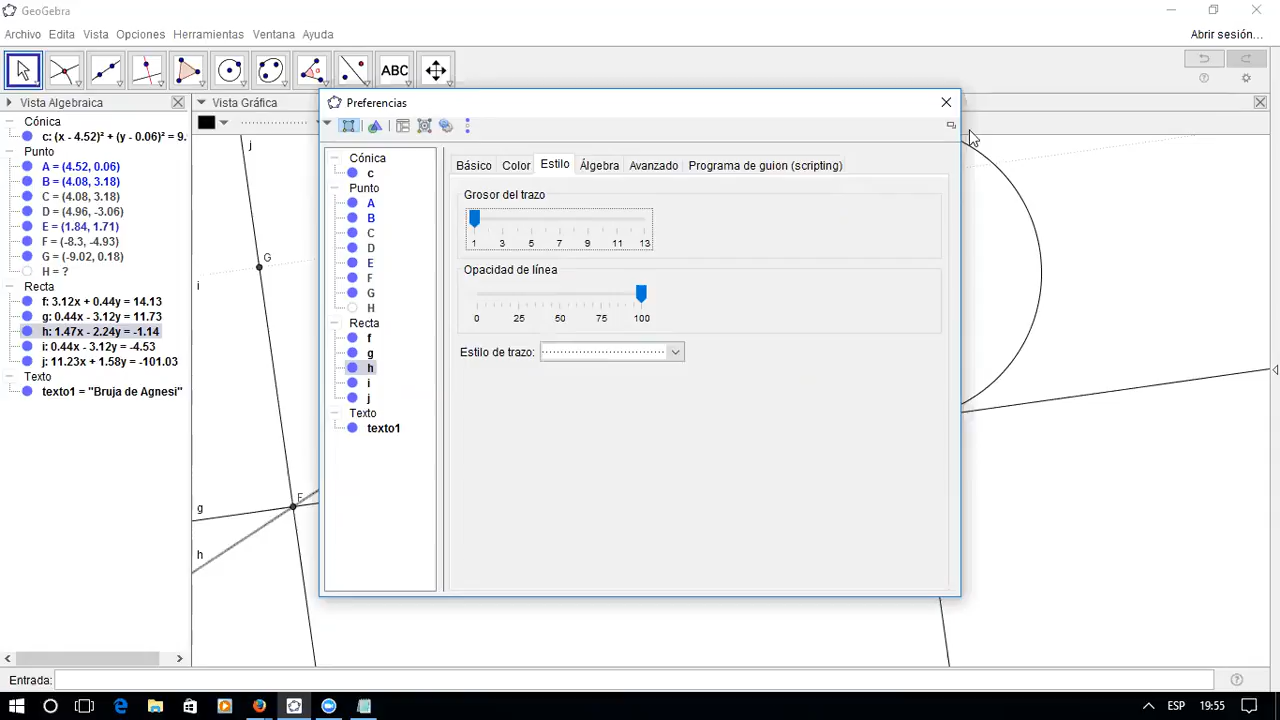 GeoGebra
Archivo Edita Vista Opciones Herramientas Ventana Ayuda
Abrir sesión...
ABC
Vista Algebraica
Vista Gráfica
Cónica
c: (x - 4.52)² + (y - 0.06)² = 9.
Punto
A = (4.52, 0.06)
B = (4.08, 3.18)
C = (4.08, 3.18)
D = (4.96, -3.06)
E = (1.84, 1.71)
F = (-8.3, -4.93)
G = (-9.02, 0.18)
H = ?
Recta
f: 3.12x + 0.44y = 14.13
g: 0.44x - 3.12y = 11.73
h: 1.47x - 2.24y = -1.14
i: 0.44x - 3.12y = -4.53
j: 11.23x + 1.58y = -101.03
Texto
texto1 = "Bruja de Agnesi"
j
G
i
F
g
h
Preferencias
Cónica
c
Punto
A
B
C
D
E
F
G
H
Recta
f
g
h
i
j
Texto
texto1
Básico Color Estilo Álgebra Avanzado Programa de guion (scripting)
Grosor del trazo
1 3 5 7 9 11 13
Opacidad de línea
0 25 50 75 100
Estilo de trazo:
Entrada:
ESP 19:55